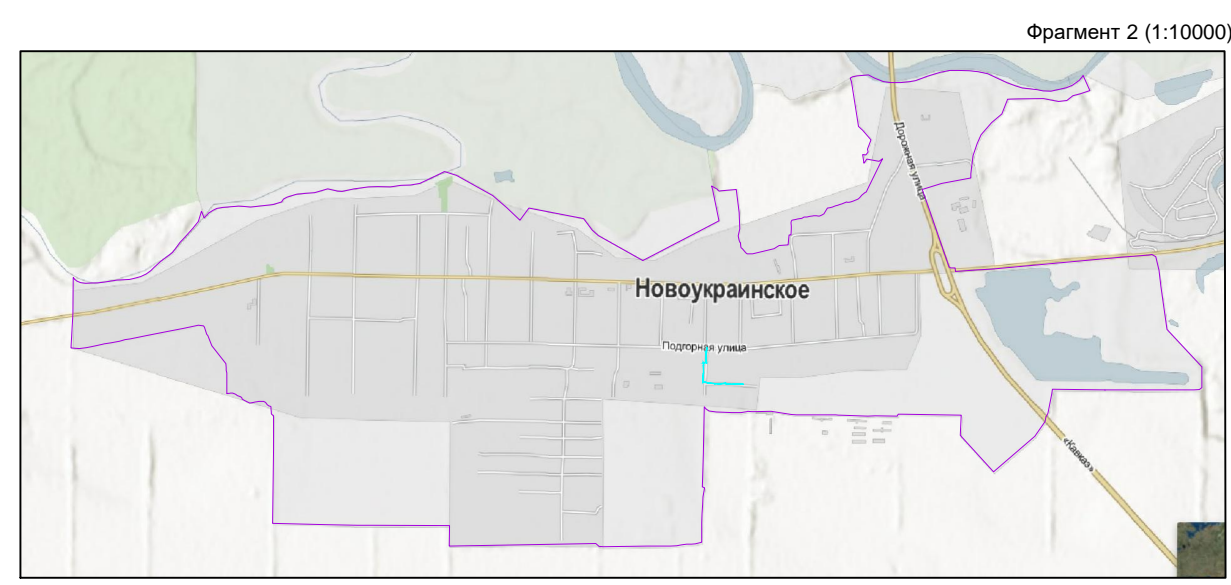 Фрагмент 2 (1:10000)
Дорожная улица
Новоукраинское
Подгорная улица
«Кавказ»